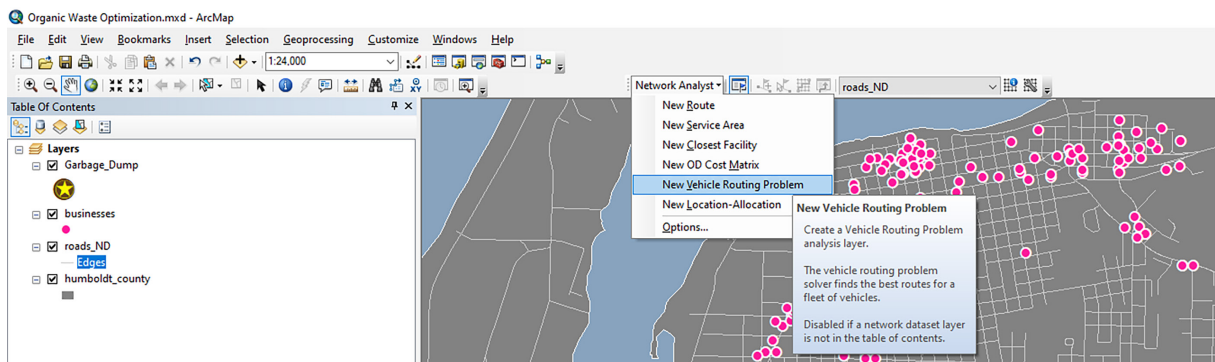 Organic Waste Optimization.mxd - ArcMap
File Edit View Bookmarks Insert Selection Geoprocessing Customize Windows Help
1:24,000
Network Analyst
roads_ND
Table Of Contents
Layers
Garbage_Dump
businesses
roads_ND
Edges
humboldt_county
New Route
New Service Area
New Closest Facility
New OD Cost Matrix
New Vehicle Routing Problem
New Location-Allocation
Options...
New Vehicle Routing Problem
Create a Vehicle Routing Problem
analysis layer.
The vehicle routing problem
solver finds the best routes for a
fleet of vehicles.
Disabled if a network dataset layer
is not in the table of contents.